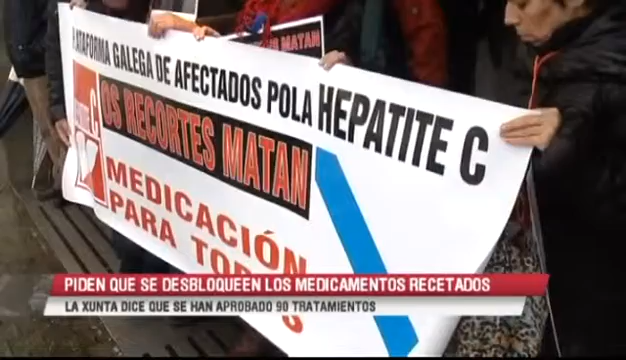 PLATAFORMA GALEGA DE AFECTADOS POLA HEPATITE C
OS RECORTES MATAN
MEDICACIÓN
PARA
MATAN
PIDEN QUE SE DESBLOQUEEN LOS MEDICAMENTOS RECETADOS
LA XUNTA DICE QUE SE HAN APROBADO 90 TRATAMIENTOS